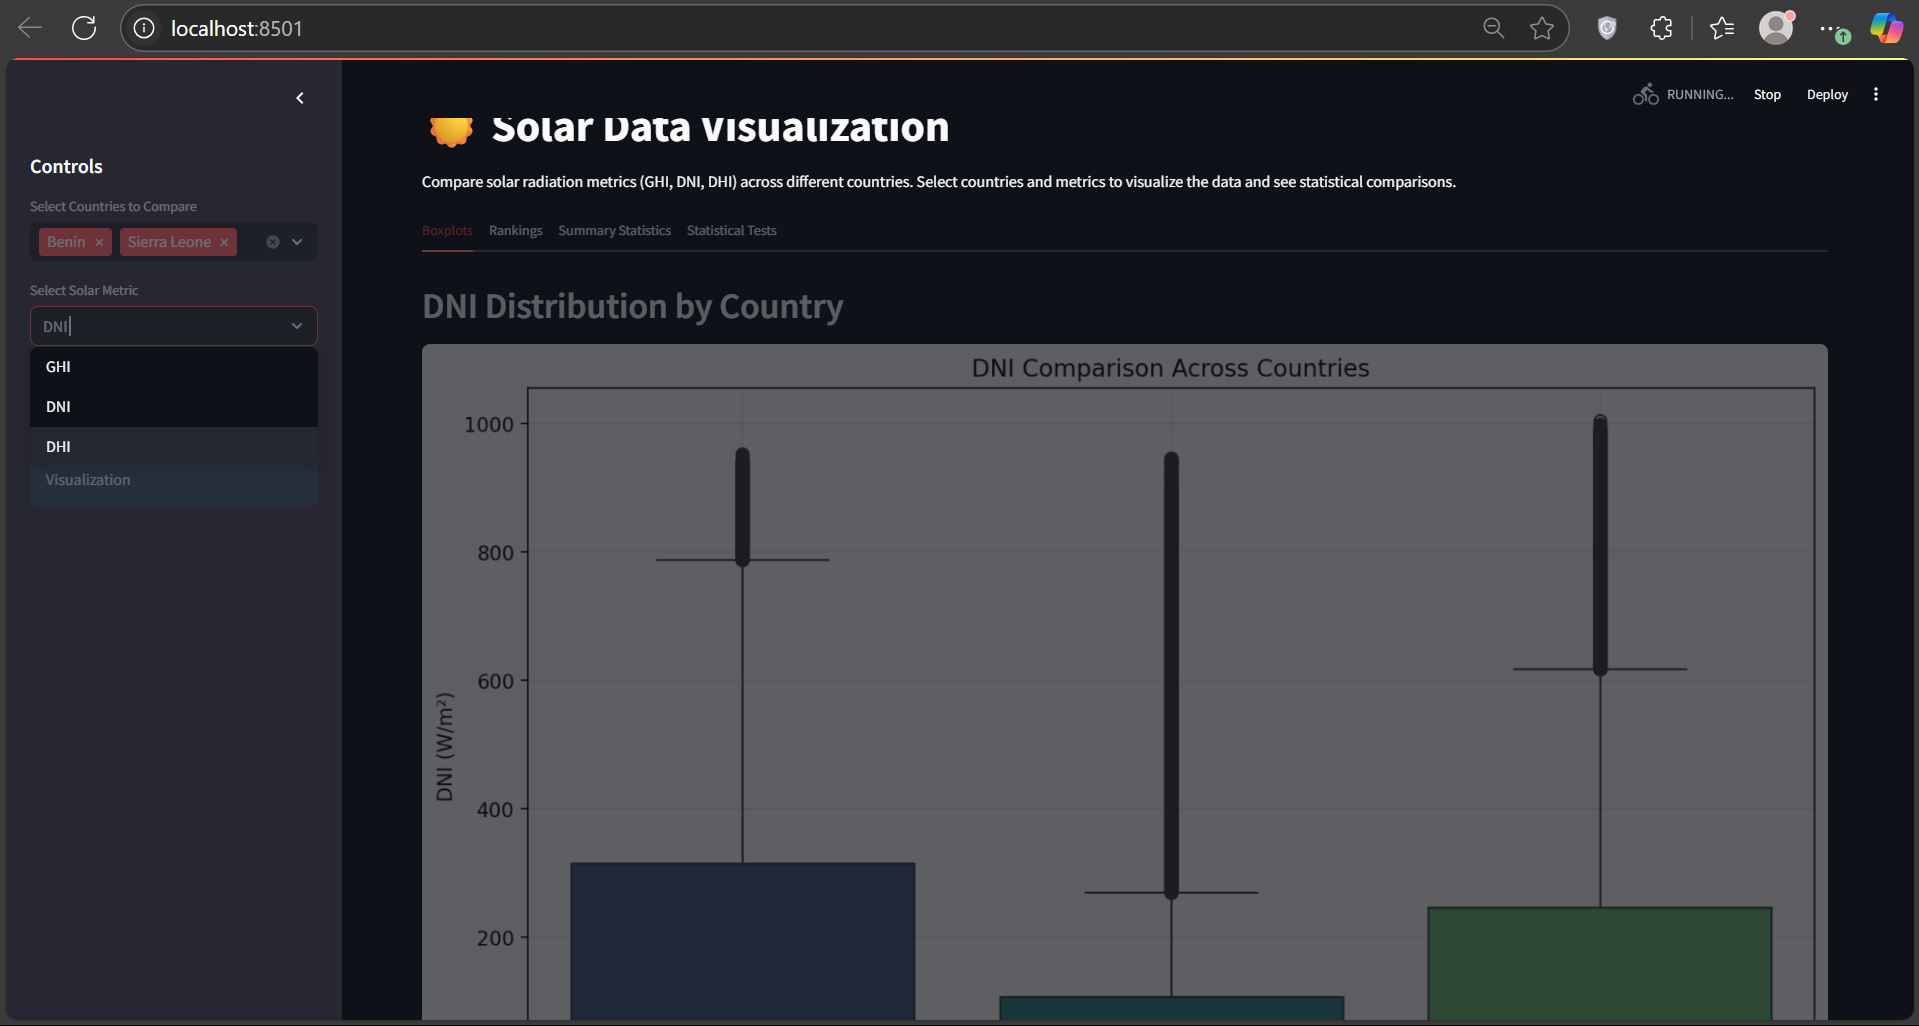 localhost:8501
RUNNING...
Stop
Deploy
Controls
Select Countries to Compare
Benin
Sierra Leone
Select Solar Metric
DNI
GHI
DNI
DHI
Visualization
Solar Data Visualization
Compare solar radiation metrics (GHI, DNI, DHI) across different countries. Select countries and metrics to visualize the data and see statistical comparisons.
Boxplots Rankings Summary Statistics Statistical Tests
DNI Distribution by Country
DNI Comparison Across Countries
1000
800
600
400
200
DNI (W/m²)